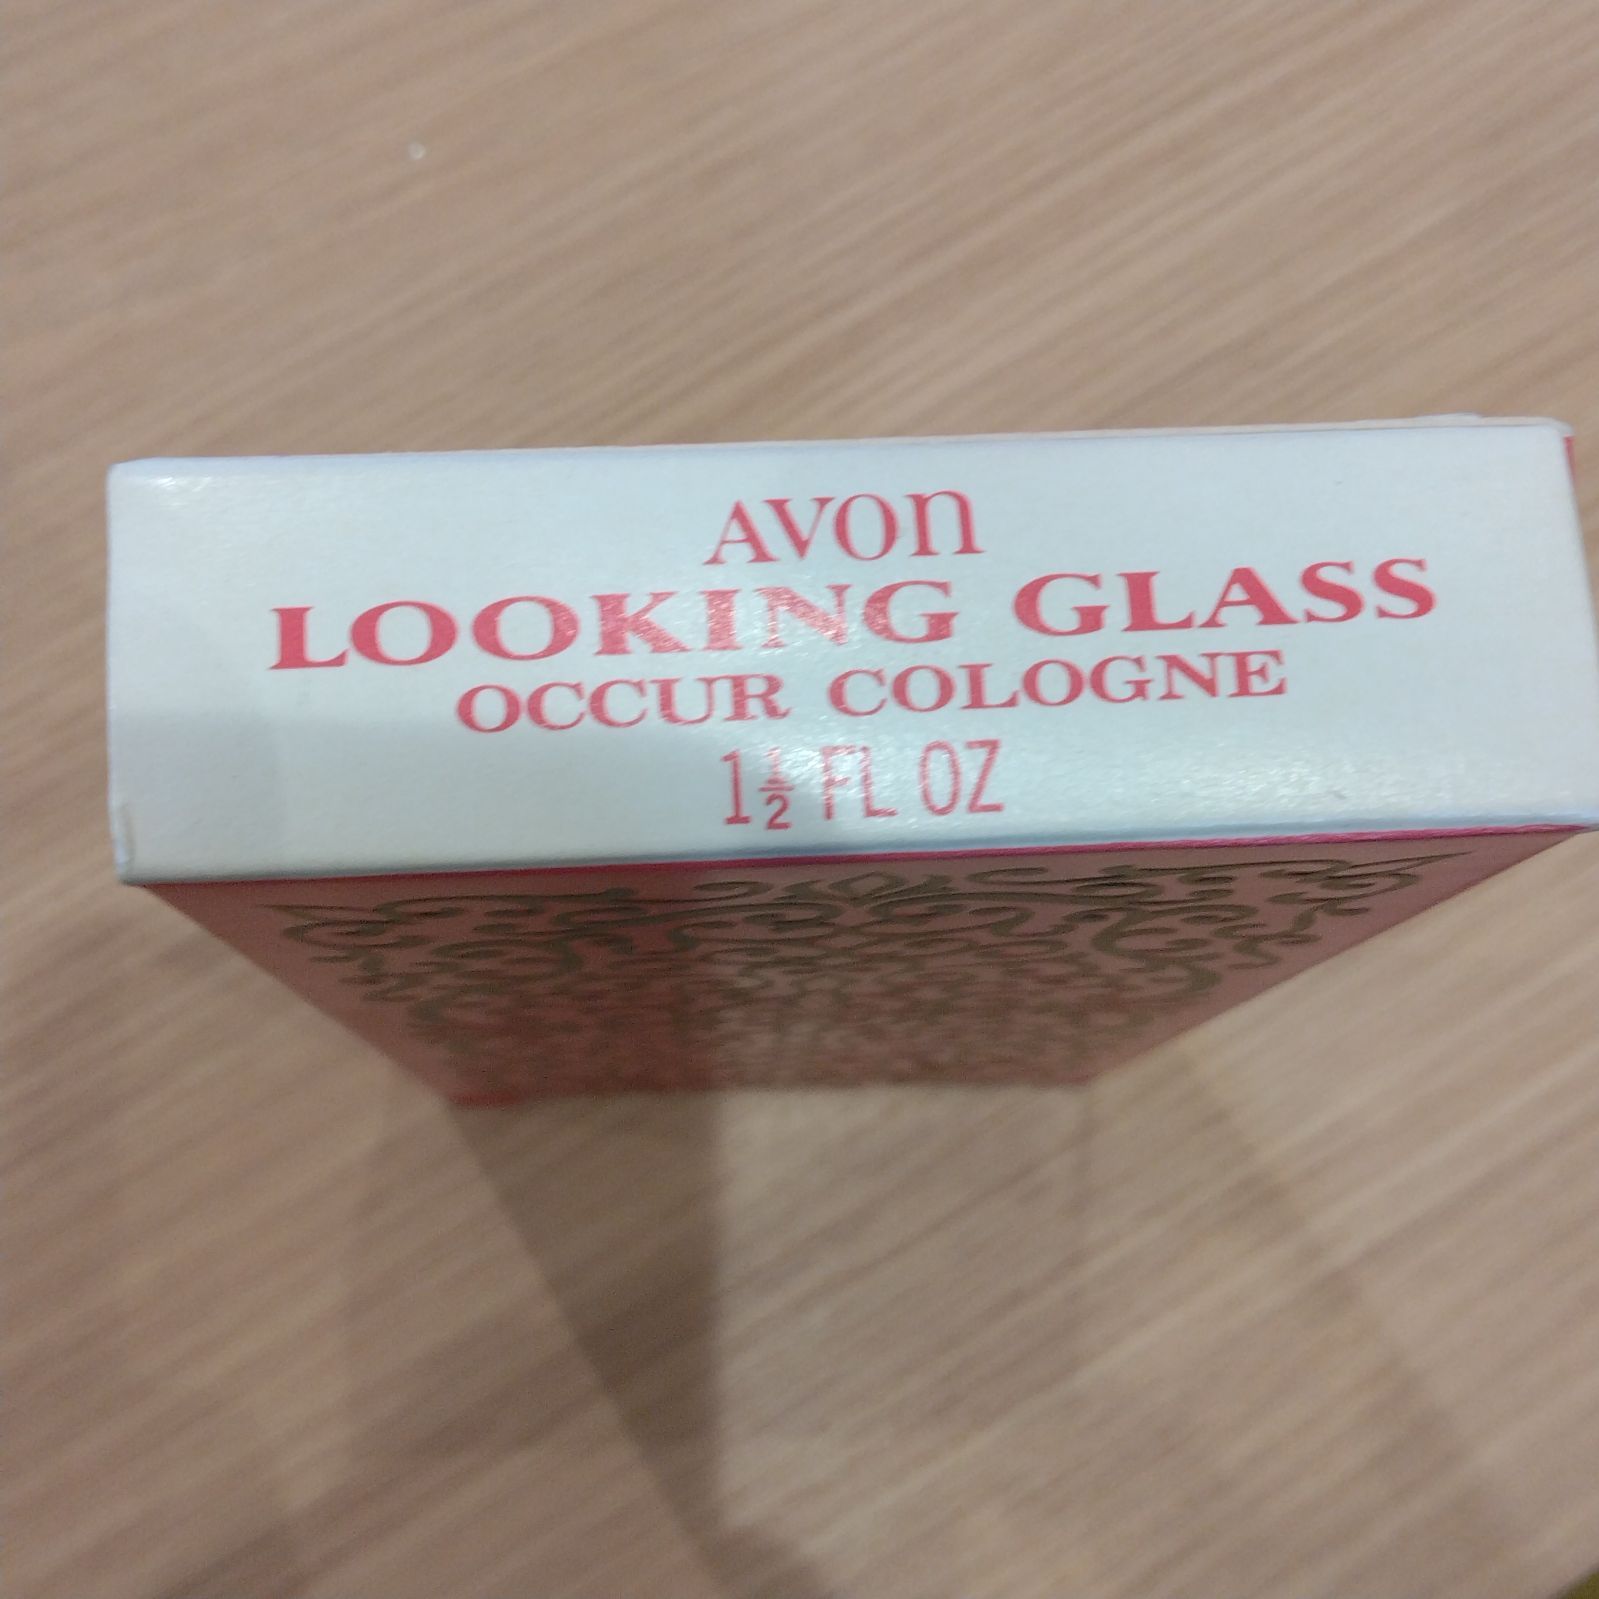 AVON
LOOKING GLASS
OCCUR COLOGNE
1½ FL OZ